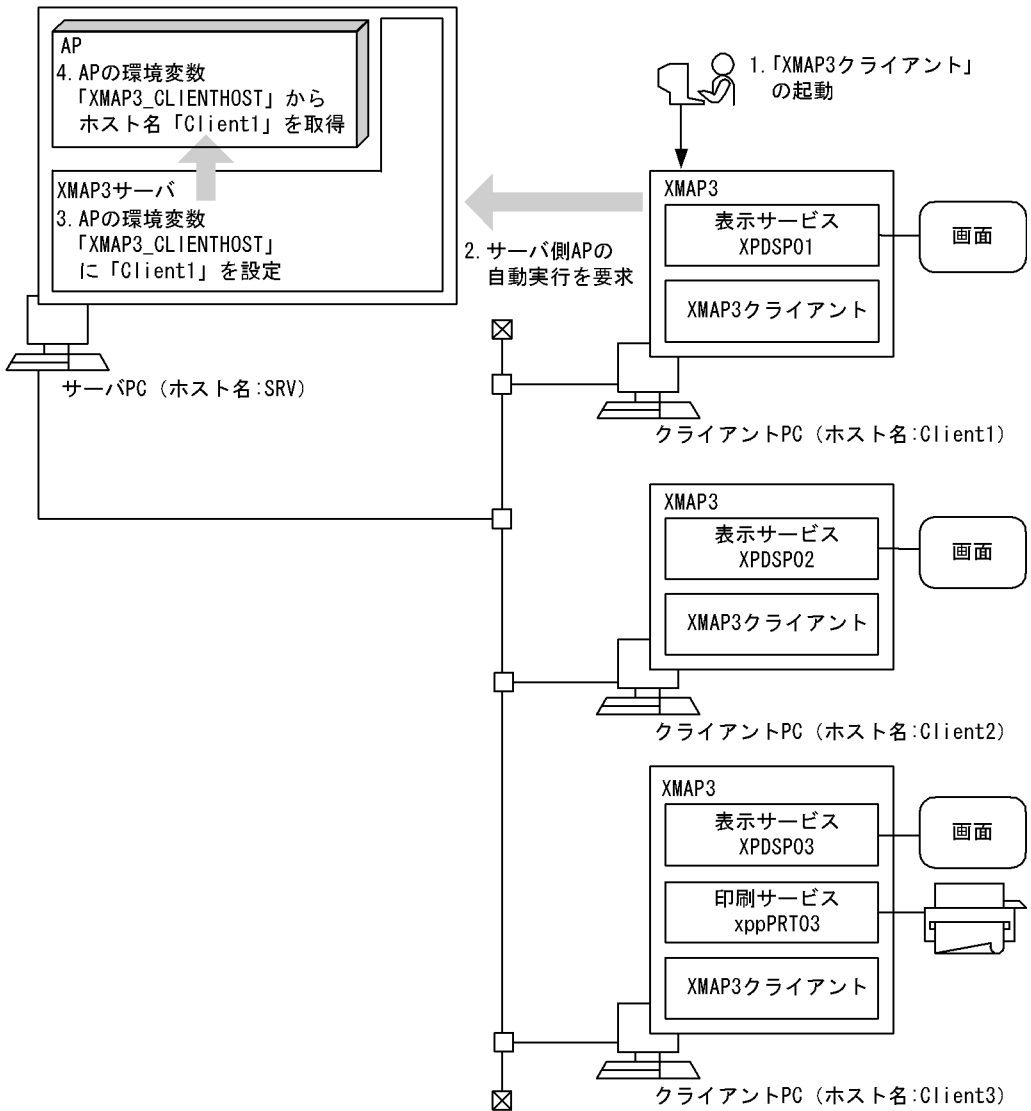 AP
4. APの環境変数
「XMAP3_CLIENTHOST」から
ホスト名「Client1」を取得
XMAP3サーバ
3. APの環境変数
「XMAP3_CLIENTHOST」
に「Client1」を設定
サーバPC（ホスト名:SRV）
1.「XMAP3クライアント」
の起動
2. サーバ側APの
自動実行を要求
XMAP3
表示サービス
XPDSP01
画面
XMAP3クライアント
クライアントPC（ホスト名:Client1）
XMAP3
表示サービス
XPDSP02
画面
XMAP3クライアント
クライアントPC（ホスト名:Client2）
XMAP3
表示サービス
XPDSP03
画面
印刷サービス
xppPRT03
XMAP3クライアント
クライアントPC（ホスト名:Client3）